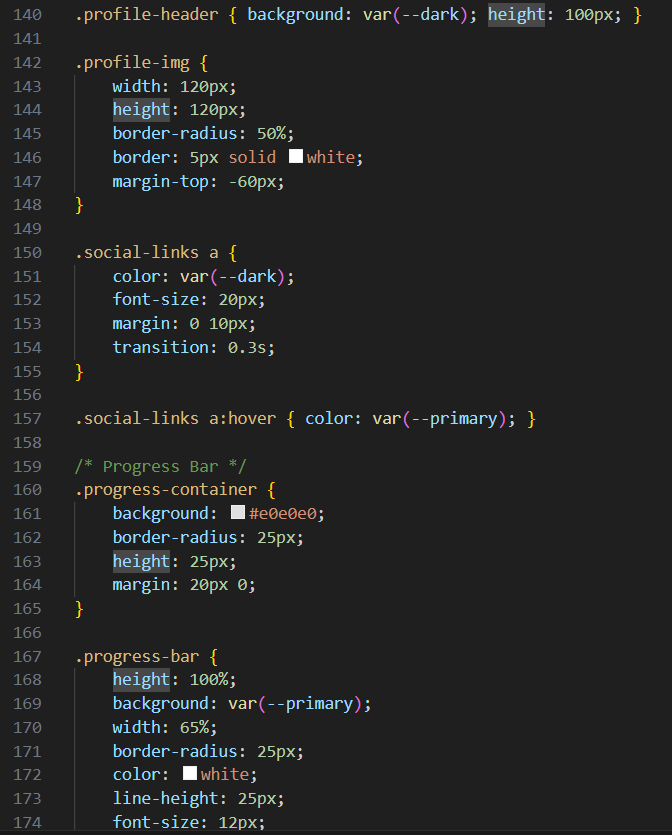 140 .profile-header { background: var(--dark); height: 100px; }
141
142 .profile-img {
143     width: 120px;
144     height: 120px;
145     border-radius: 50%;
146     border: 5px solid white;
147     margin-top: -60px;
148 }
149
150 .social-links a {
151     color: var(--dark);
152     font-size: 20px;
153     margin: 0 10px;
154     transition: 0.3s;
155 }
156
157 .social-links a:hover { color: var(--primary); }
158
159 /* Progress Bar */
160 .progress-container {
161     background: #e0e0e0;
162     border-radius: 25px;
163     height: 25px;
164     margin: 20px 0;
165 }
166
167 .progress-bar {
168     height: 100%;
169     background: var(--primary);
170     width: 65%;
171     border-radius: 25px;
172     color: white;
173     line-height: 25px;
174     font-size: 12px;